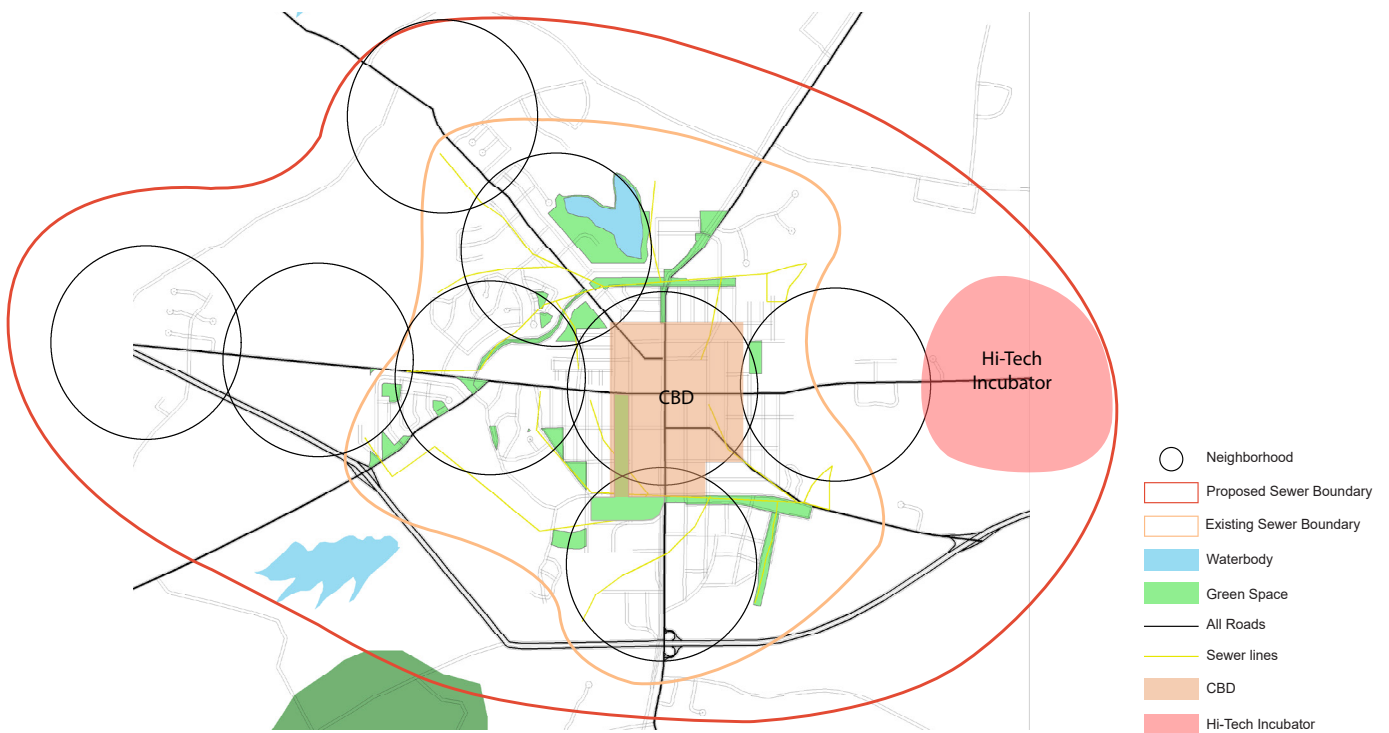 Hi-Tech
Incubator
CBD
Neighborhood
Proposed Sewer Boundary
Existing Sewer Boundary
Waterbody
Green Space
All Roads
Sewer lines
CBD
Hi-Tech Incubator